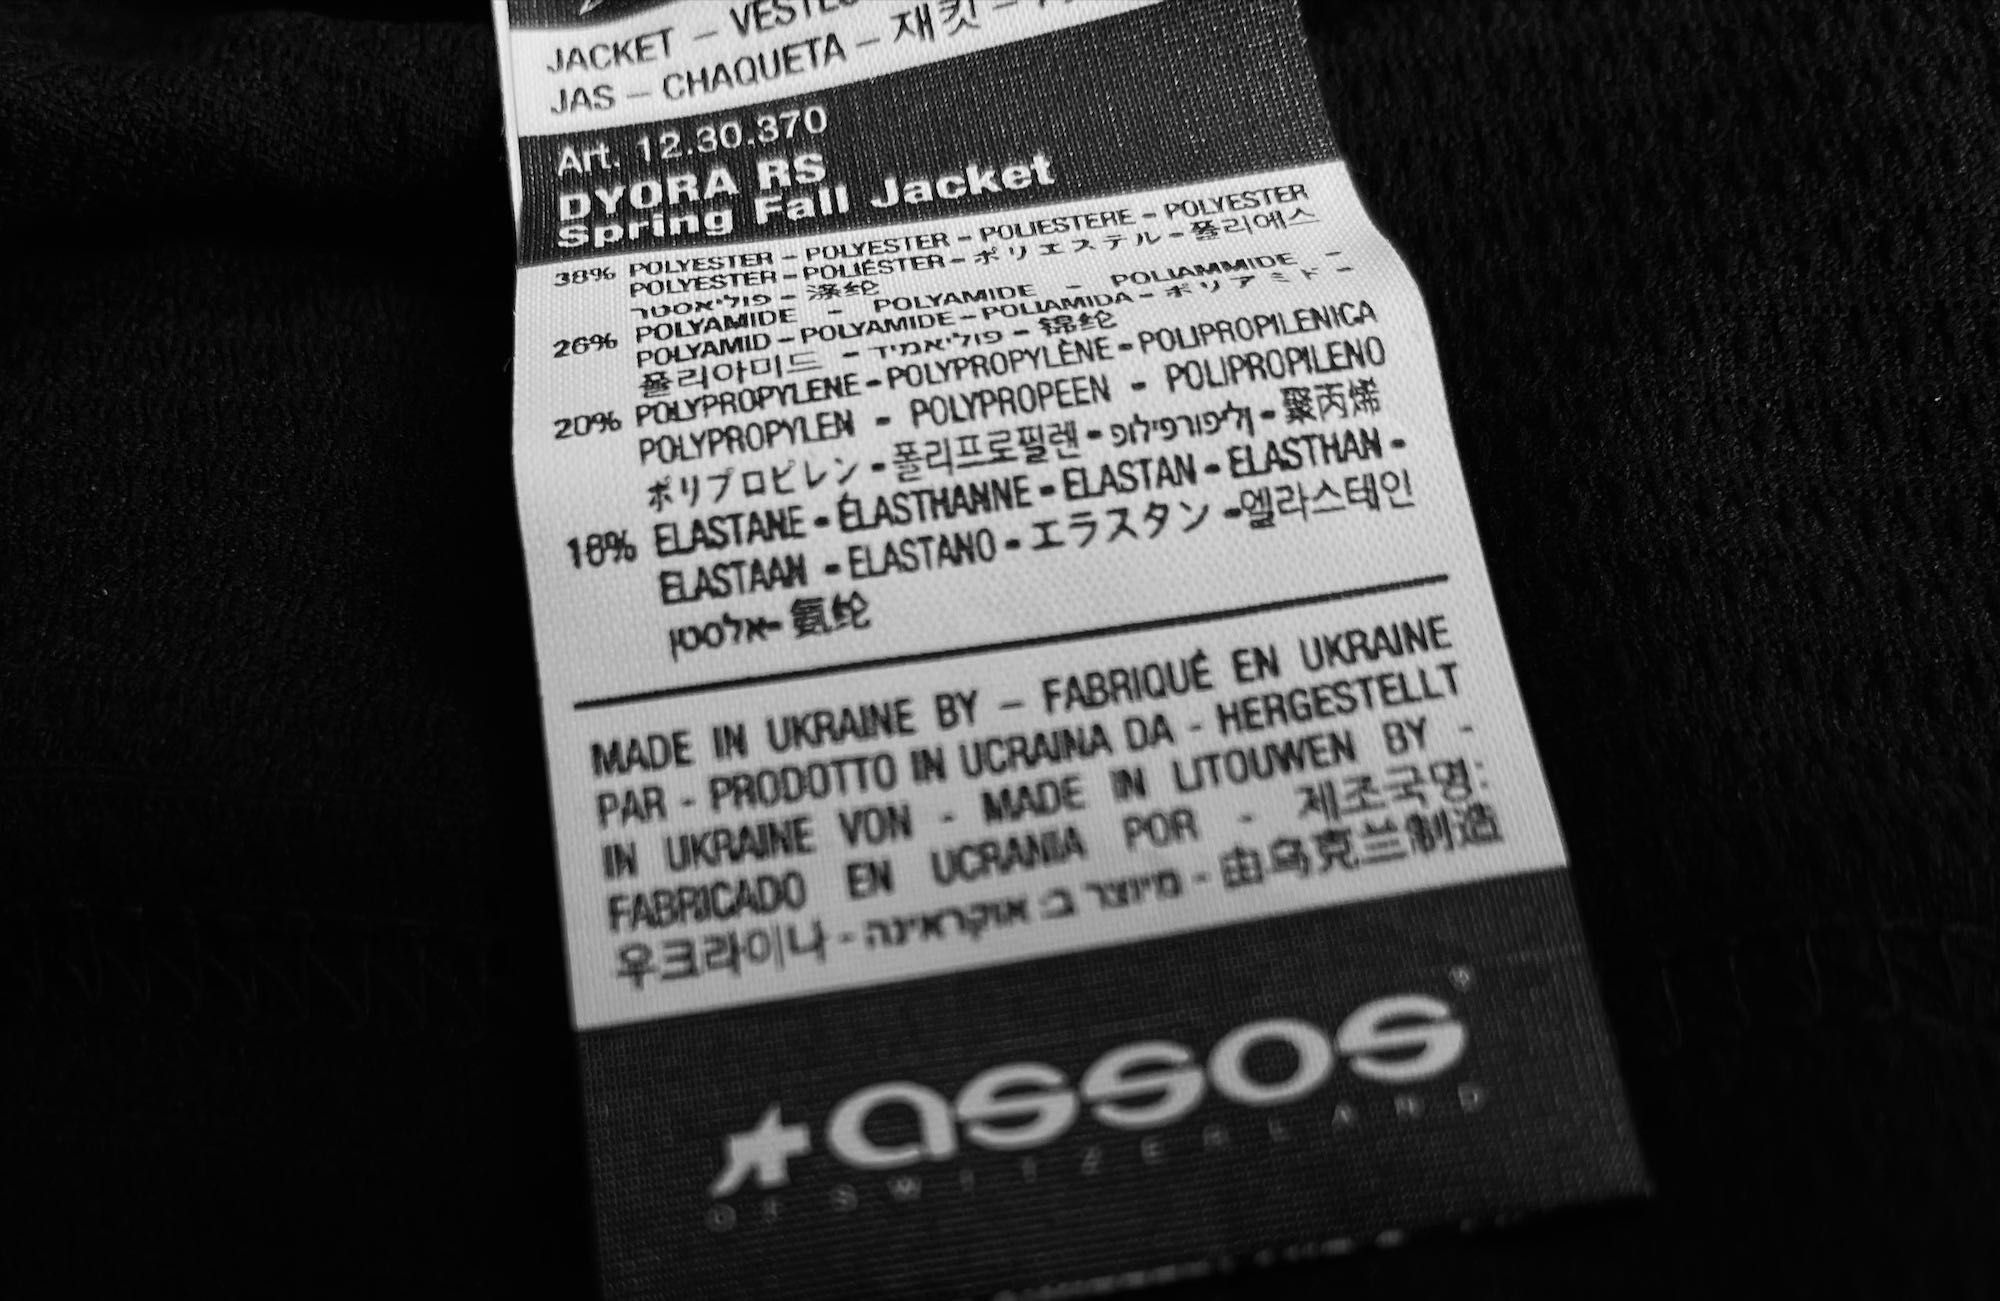 JACKET – VESTE
JAS – CHAQUETA – 재킷 –
Art. 12.30.370
DYORA RS
Spring Fall Jacket
38% POLYESTER – POLYESTER – POLIESTERE – POLYESTER
POLYESTER – POLIÉSTER – ポリエステル – 폴리에스
פוליאסטר – 涤纶
26% POLYAMIDE – POLYAMIDE – POLIAMMIDE –
POLYAMID – POLYAMIDE – POLIAMIDA – ポリアミド –
폴리아미드 – פוליאמיד – 锦纶
20% POLYPROPYLENE - POLYPROPYLÈNE - POLIPROPILENICA
POLYPROPYLEN - POLYPROPEEN - POLIPROPILENO
ポリプロピレン - 폴리프로필렌 - ולִיפּוּרפִּילוֹפּ - 聚丙烯
18% ELASTANE - ÉLASTHANNE - ELASTAN - ELASTHAN -
ELASTAAN - ELASTANO - エラスタン - 엘라스테인
אלסטן - 氨纶
MADE IN UKRAINE BY – FABRIQUÉ EN UKRAINE
PAR - PRODOTTO IN UCRAINA DA - HERGESTELLT
IN UKRAINE VON - MADE IN LITOUWEN BY -
FABRICADO EN UCRANIA POR - 제조국명:
우크라이나 - מיוצר ב: אוקראינה - 由乌克兰制造
assos®
OF SWITZERLAND